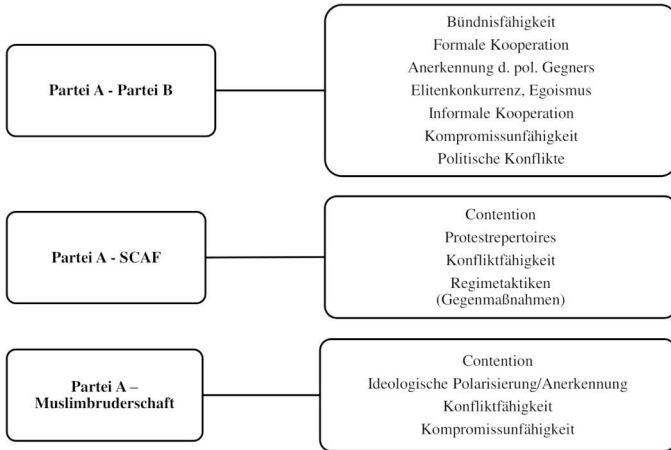 Partei A - Partei B
Bündnisfähigkeit
Formale Kooperation
Anerkennung d. pol. Gegners
Elitenkonkurrenz, Egoismus
Informale Kooperation
Kompromissunfähigkeit
Politische Konflikte
Partei A - SCAF
Contention
Protestrepertoires
Konfliktfähigkeit
Regimetaktiken
(Gegenmaßnahmen)
Partei A –
Muslimbruderschaft
Contention
Ideologische Polarisierung/Anerkennung
Konfliktfähigkeit
Kompromissunfähigkeit